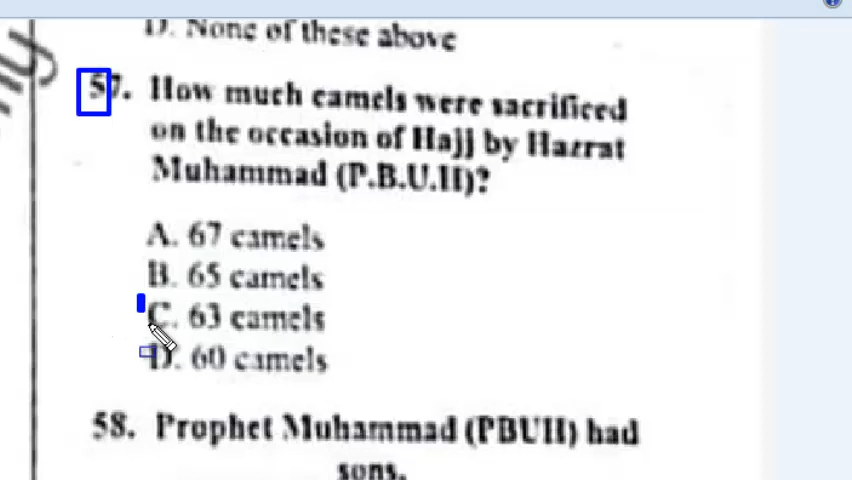 D. None of these above
57. How much camels were sacrificed
on the occasion of Hajj by Hazrat
Muhammad (P.B.U.H)?
A. 67 camels
B. 65 camels
C. 63 camels
D. 60 camels
58. Prophet Muhammad (PBUH) had
sons.